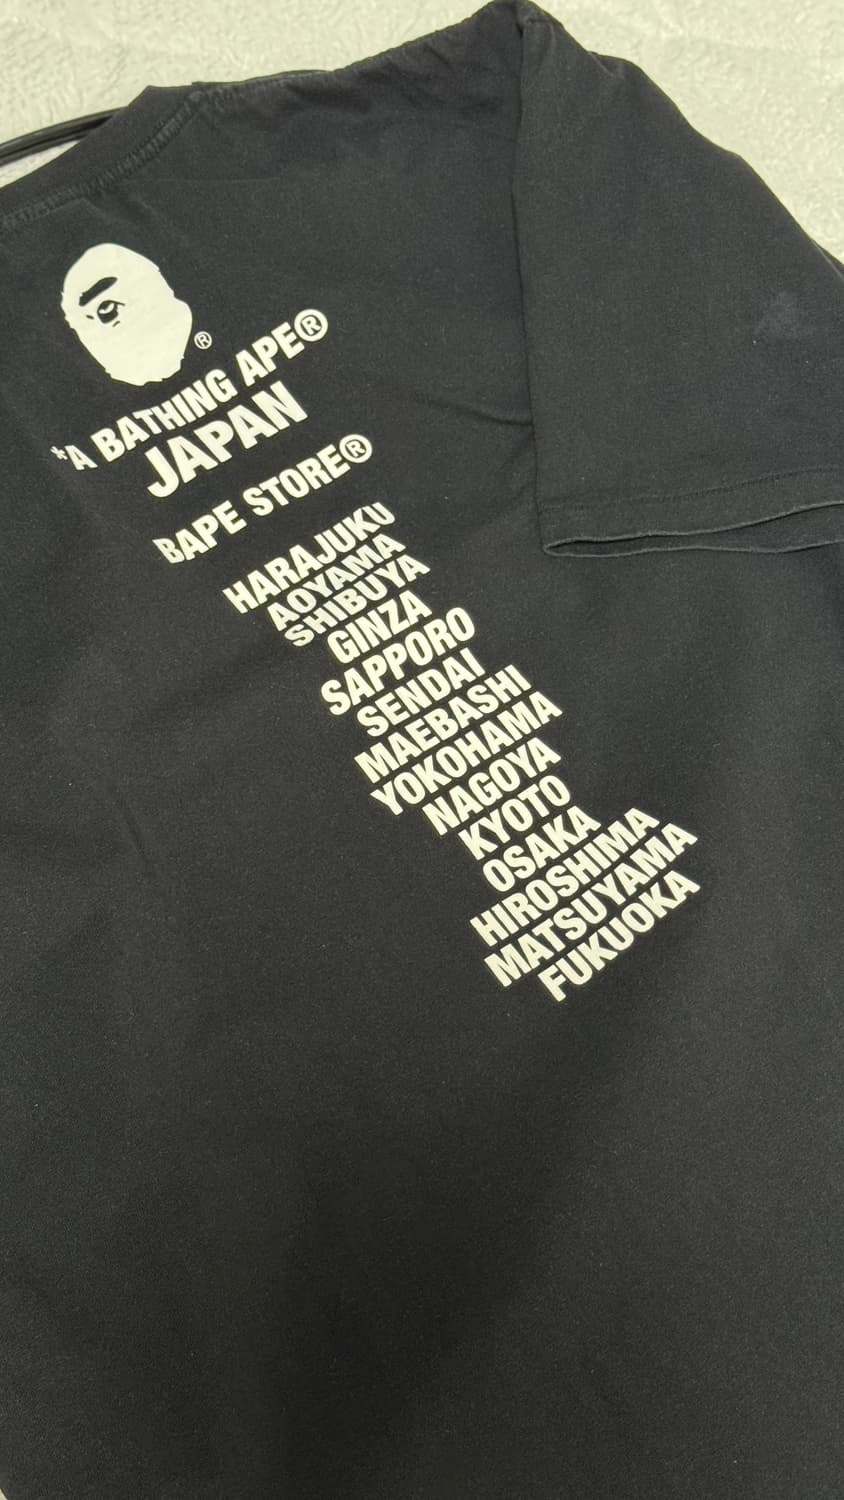 ®
*A BATHING APE®
JAPAN
BAPE STORE®
HARAJUKU
AOYAMA
SHIBUYA
GINZA
SAPPORO
SENDAI
MAEBASHI
YOKOHAMA
NAGOYA
KYOTO
OSAKA
HIROSHIMA
MATSUYAMA
FUKUOKA